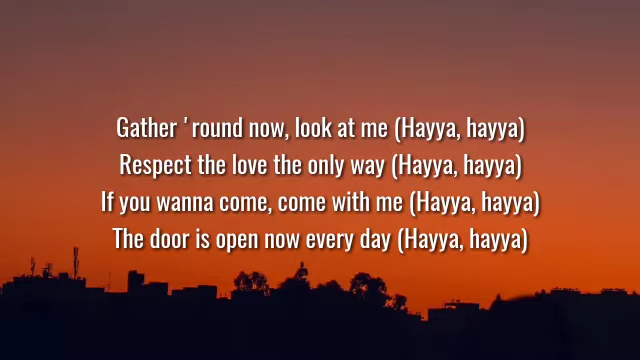 Gather 'round now, look at me (Hayya, hayya)
Respect the love the only way (Hayya, hayya)
If you wanna come, come with me (Hayya, hayya)
The door is open now every day (Hayya, hayya)